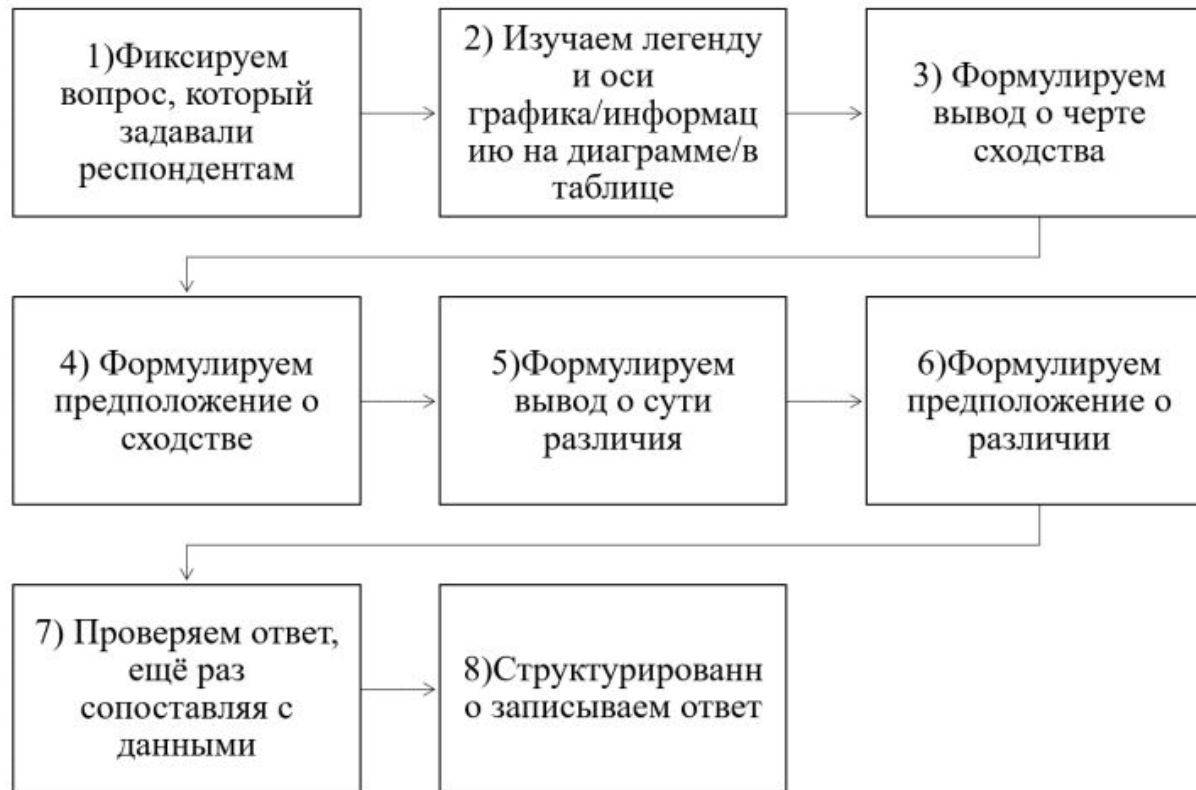 1)Фиксируем
вопрос, который
задавали
респондентам
2) Изучаем легенду
и оси
графика/информац
ию на диаграмме/в
таблице
3) Формулируем
вывод о черте
сходства
4) Формулируем
предположение о
сходстве
5)Формулируем
вывод о сути
различия
6)Формулируем
предположение о
различии
7) Проверяем ответ,
ещё раз
сопоставляя с
данными
8)Структурированн
о записываем ответ